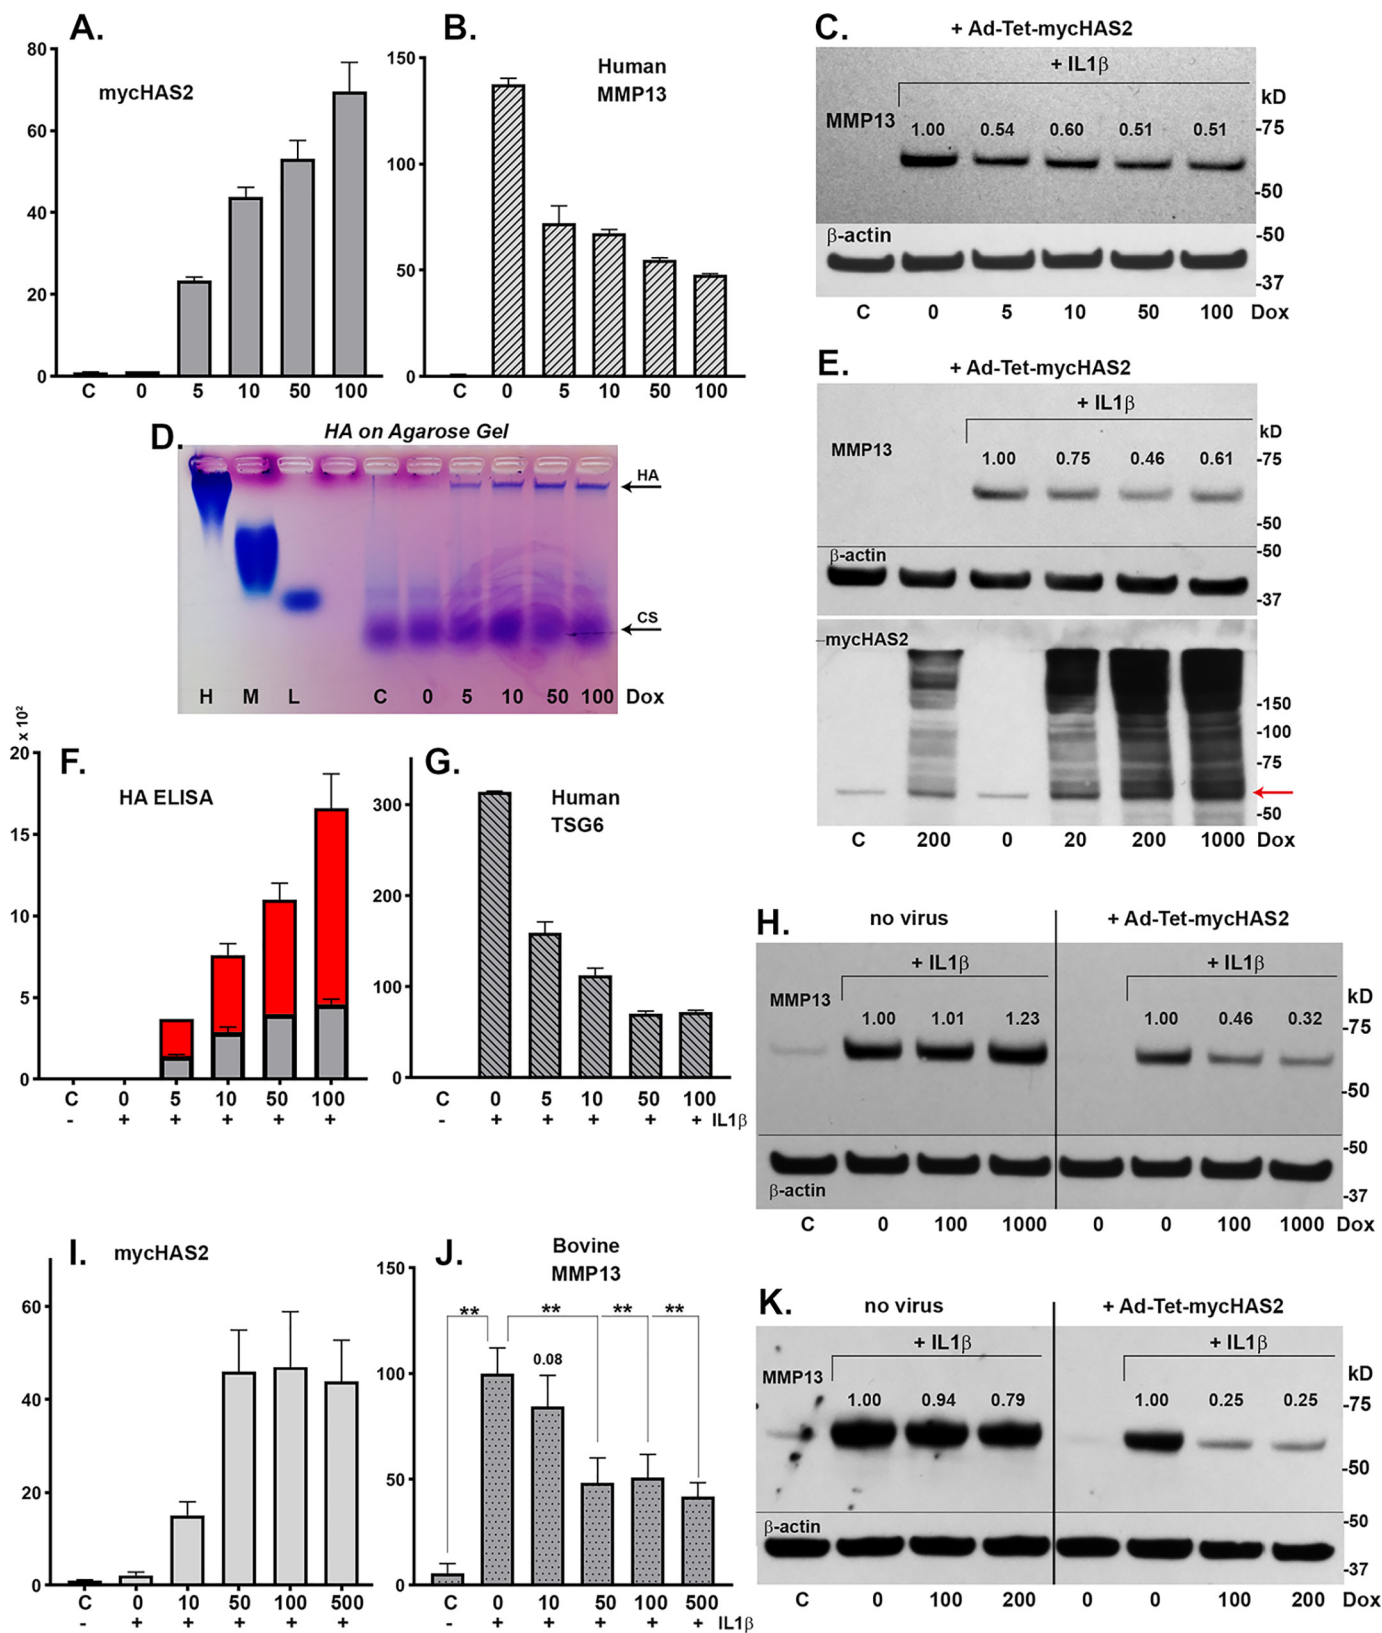 A.
mycHAS2
80
60
40
20
0
C 0 5 10 50 100
B.
Human
MMP13
150
100
50
0
C 0 5 10 50 100
C.
+ Ad-Tet-mycHAS2
+ IL1β
kD
MMP13
1.00 0.54 0.60 0.51 0.51
-75
-50
β-actin
-50
-37
C 0 5 10 50 100 Dox
D.
HA on Agarose Gel
HA
CS
H M L C 0 5 10 50 100 Dox
E.
+ Ad-Tet-mycHAS2
+ IL1β
kD
MMP13
1.00 0.75 0.46 0.61
-75
-50
β-actin
-50
-37
mycHAS2
-150
-100
-75
-50
C 200 0 20 200 1000 Dox
F.
HA ELISA
x 10²
20
15
10
5
0
C 0 5 10 50 100
- + + + + +
G.
Human
TSG6
300
200
100
0
C 0 5 10 50 100
- + + + + + IL1β
H.
no virus
+ Ad-Tet-mycHAS2
+ IL1β
+ IL1β
kD
MMP13
1.00 1.01 1.23 1.00 0.46 0.32
-75
-50
-50
-37
β-actin
C 0 100 1000 0 0 100 1000 Dox
I.
mycHAS2
60
40
20
0
C 0 10 50 100 500
- + + + + +
J.
Bovine
MMP13
150
100
50
0
** ** ** **
0.08
C 0 10 50 100 500
- + + + + + IL1β
K.
no virus
+ Ad-Tet-mycHAS2
+ IL1β
+ IL1β
kD
MMP13
1.00 0.94 0.79 1.00 0.25 0.25
-75
-50
β-actin
-50
-37
C 0 100 200 0 0 100 200 Dox